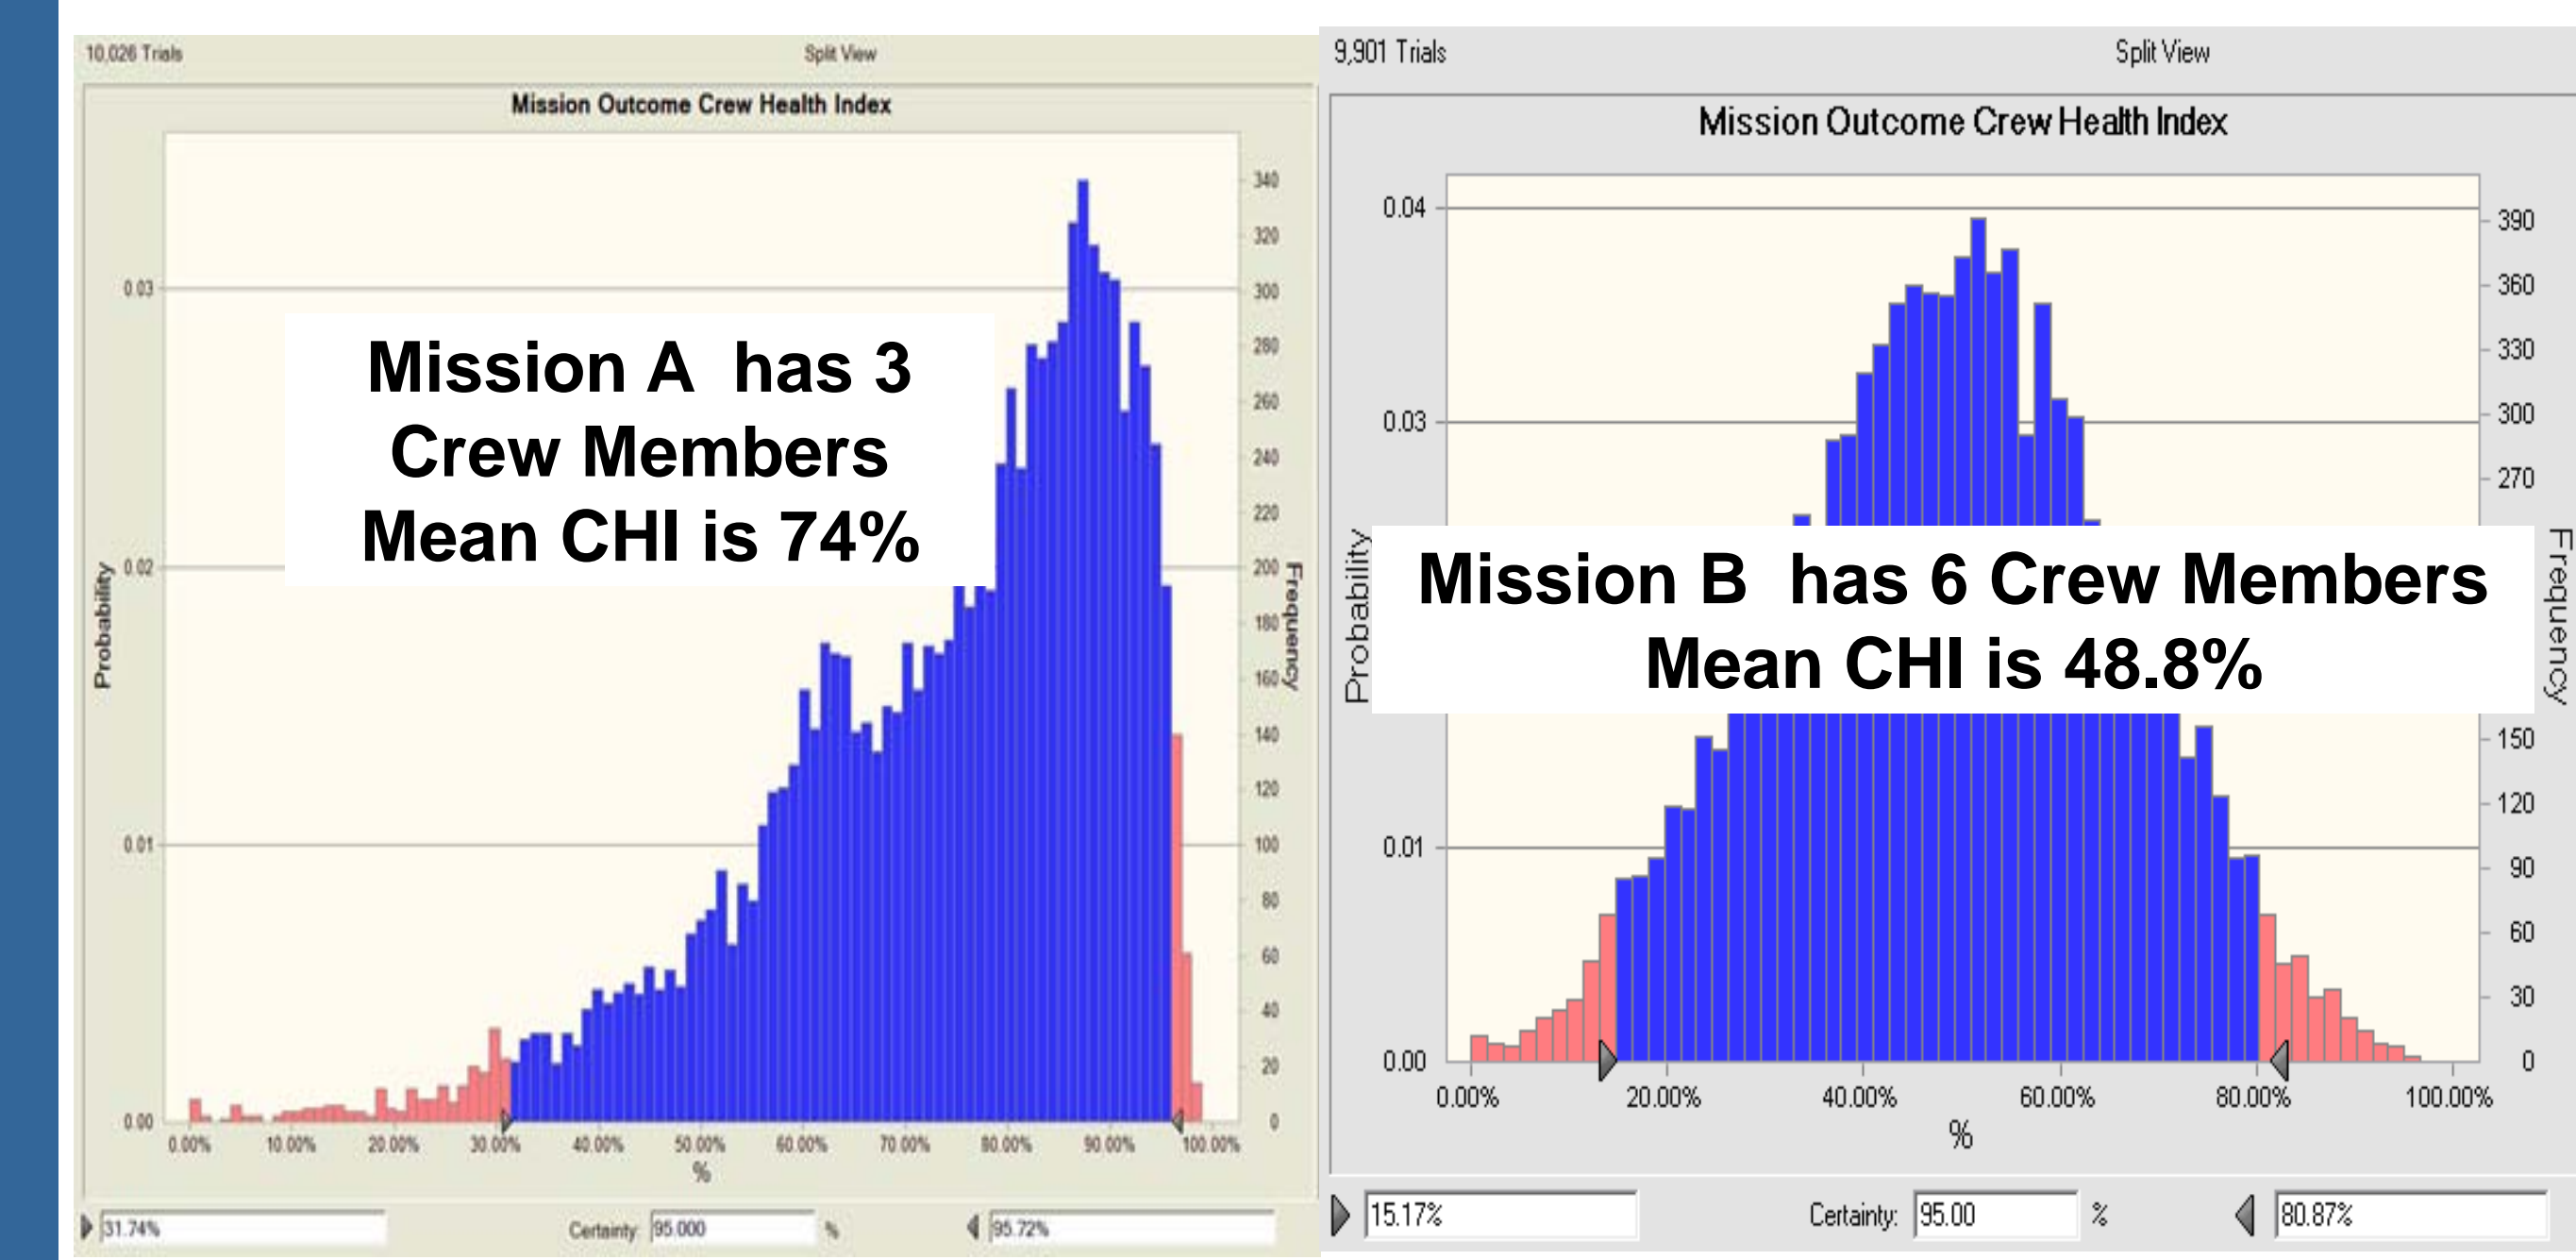 10,026 Trials
Split View
Mission Outcome Crew Health Index
340
320
0.03
300
280
260
240
220
0.02
200
180
160
140
120
0.01
100
80
60
40
20
0.00
0
Probability
Frequency
Mission A has 3
Crew Members
Mean CHI is 74%
0.00% 10.00% 20.00% 30.00% 40.00% 50.00% 60.00% 70.00% 80.00% 90.00% 100.00%
%
31.74% Certainty: 95.000 % 95.72%
9,901 Trials
Split View
Mission Outcome Crew Health Index
0.04
390
360
330
0.03
300
270
150
120
0.01
90
60
30
0.00
0
Probability
Frequency
Mission B has 6 Crew Members
Mean CHI is 48.8%
0.00% 20.00% 40.00% 60.00% 80.00% 100.00%
%
15.17% Certainty: 95.00 % 80.87%